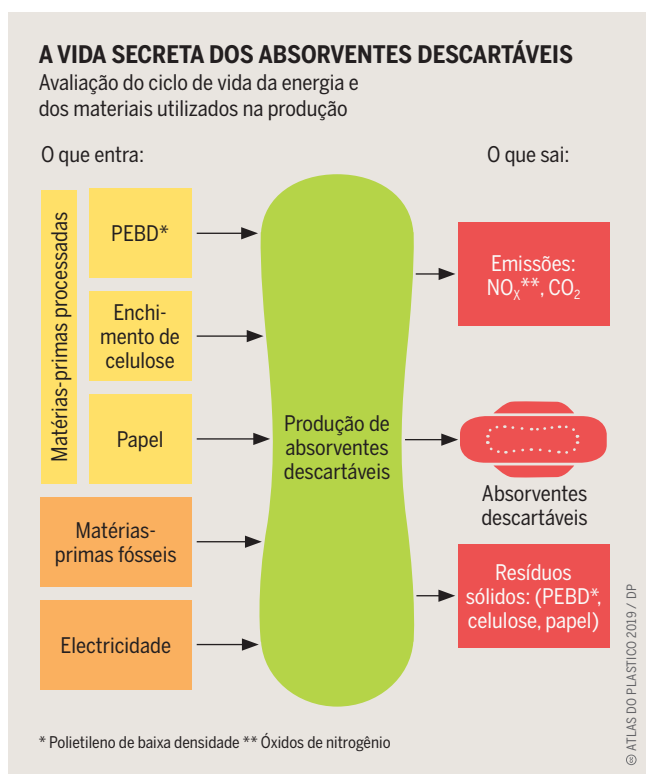 A VIDA SECRETA DOS ABSORVENTES DESCARTÁVEIS
Avaliação do ciclo de vida da energia e
dos materiais utilizados na produção
O que entra:
O que sai:
Matérias-primas processadas
PEBD*
Enchi-
mento de
celulose
Papel
Matérias-
primas fósseis
Electricidade
Produção de
absorventes
descartáveis
Emissões:
NOX**, CO2
Absorventes
descartáveis
Resíduos
sólidos: (PEBD*,
celulose, papel)
* Polietileno de baixa densidade ** Óxidos de nitrogênio
ATLAS DO PLASTICO 2019 / DP